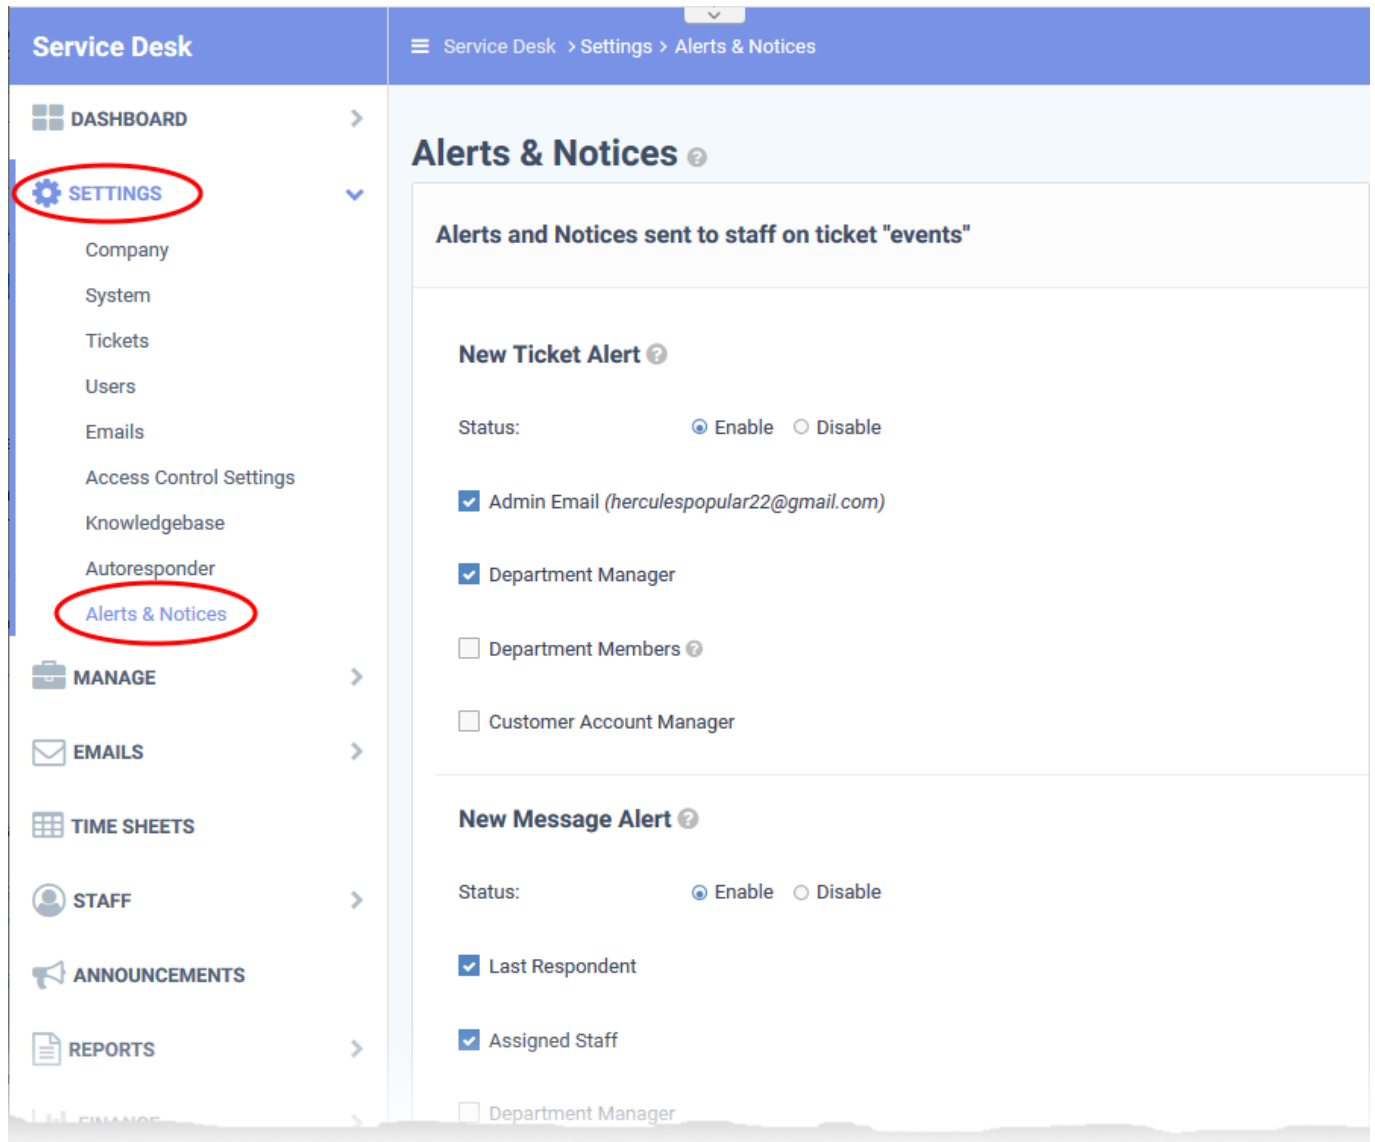 Service Desk
Service Desk > Settings > Alerts & Notices
DASHBOARD
SETTINGS
Company
System
Tickets
Users
Emails
Access Control Settings
Knowledgebase
Autoresponder
Alerts & Notices
MANAGE
EMAILS
TIME SHEETS
STAFF
ANNOUNCEMENTS
REPORTS
FINANCE
Alerts & Notices
Alerts and Notices sent to staff on ticket "events"
New Ticket Alert
Status: Enable Disable
Admin Email (herculespopular22@gmail.com)
Department Manager
Department Members
Customer Account Manager
New Message Alert
Status: Enable Disable
Last Respondent
Assigned Staff
Department Manager